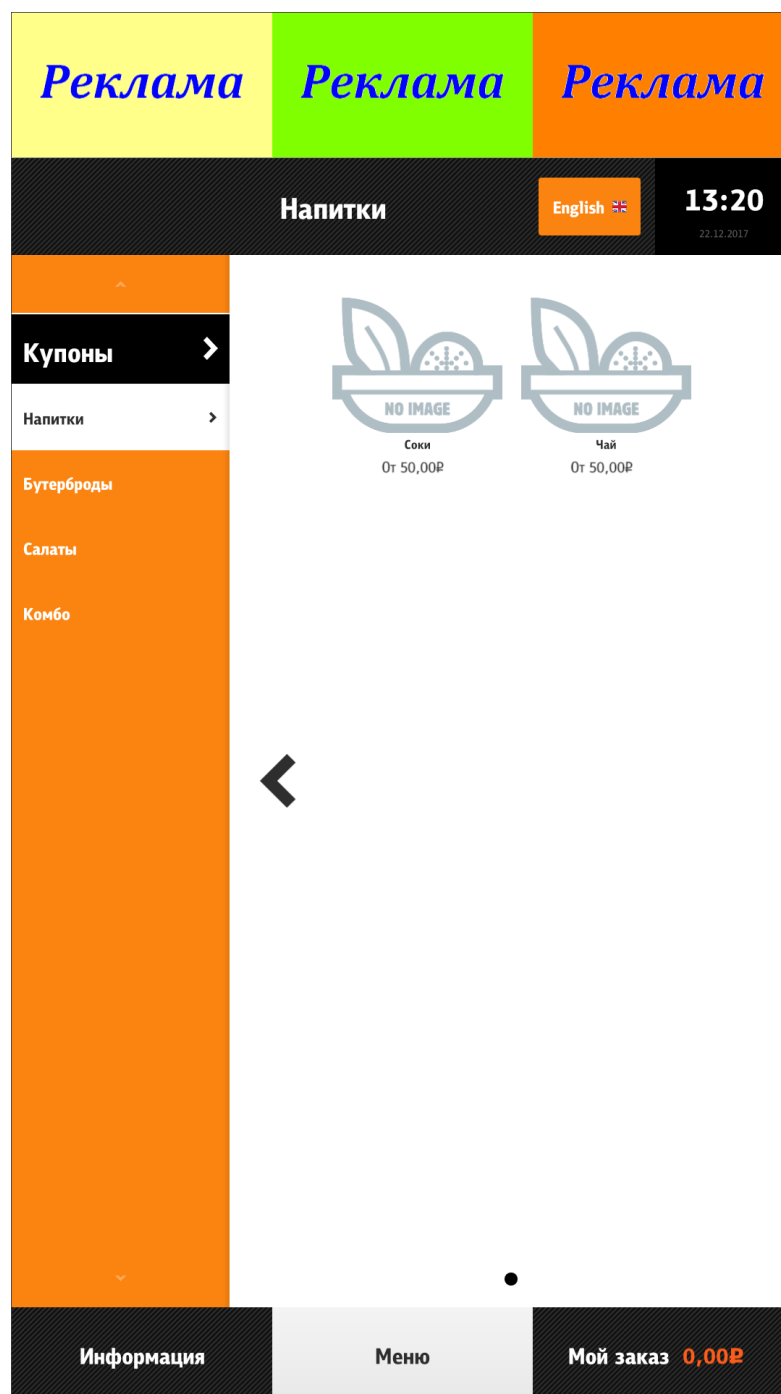 Реклама Реклама Реклама
Напитки English 13:20
22.12.2017
Купоны
Напитки
Бутерброды
Салаты
Комбо
NO IMAGE NO IMAGE
Соки Чай
От 50,00₽ От 50,00₽
Информация Меню Мой заказ 0,00₽